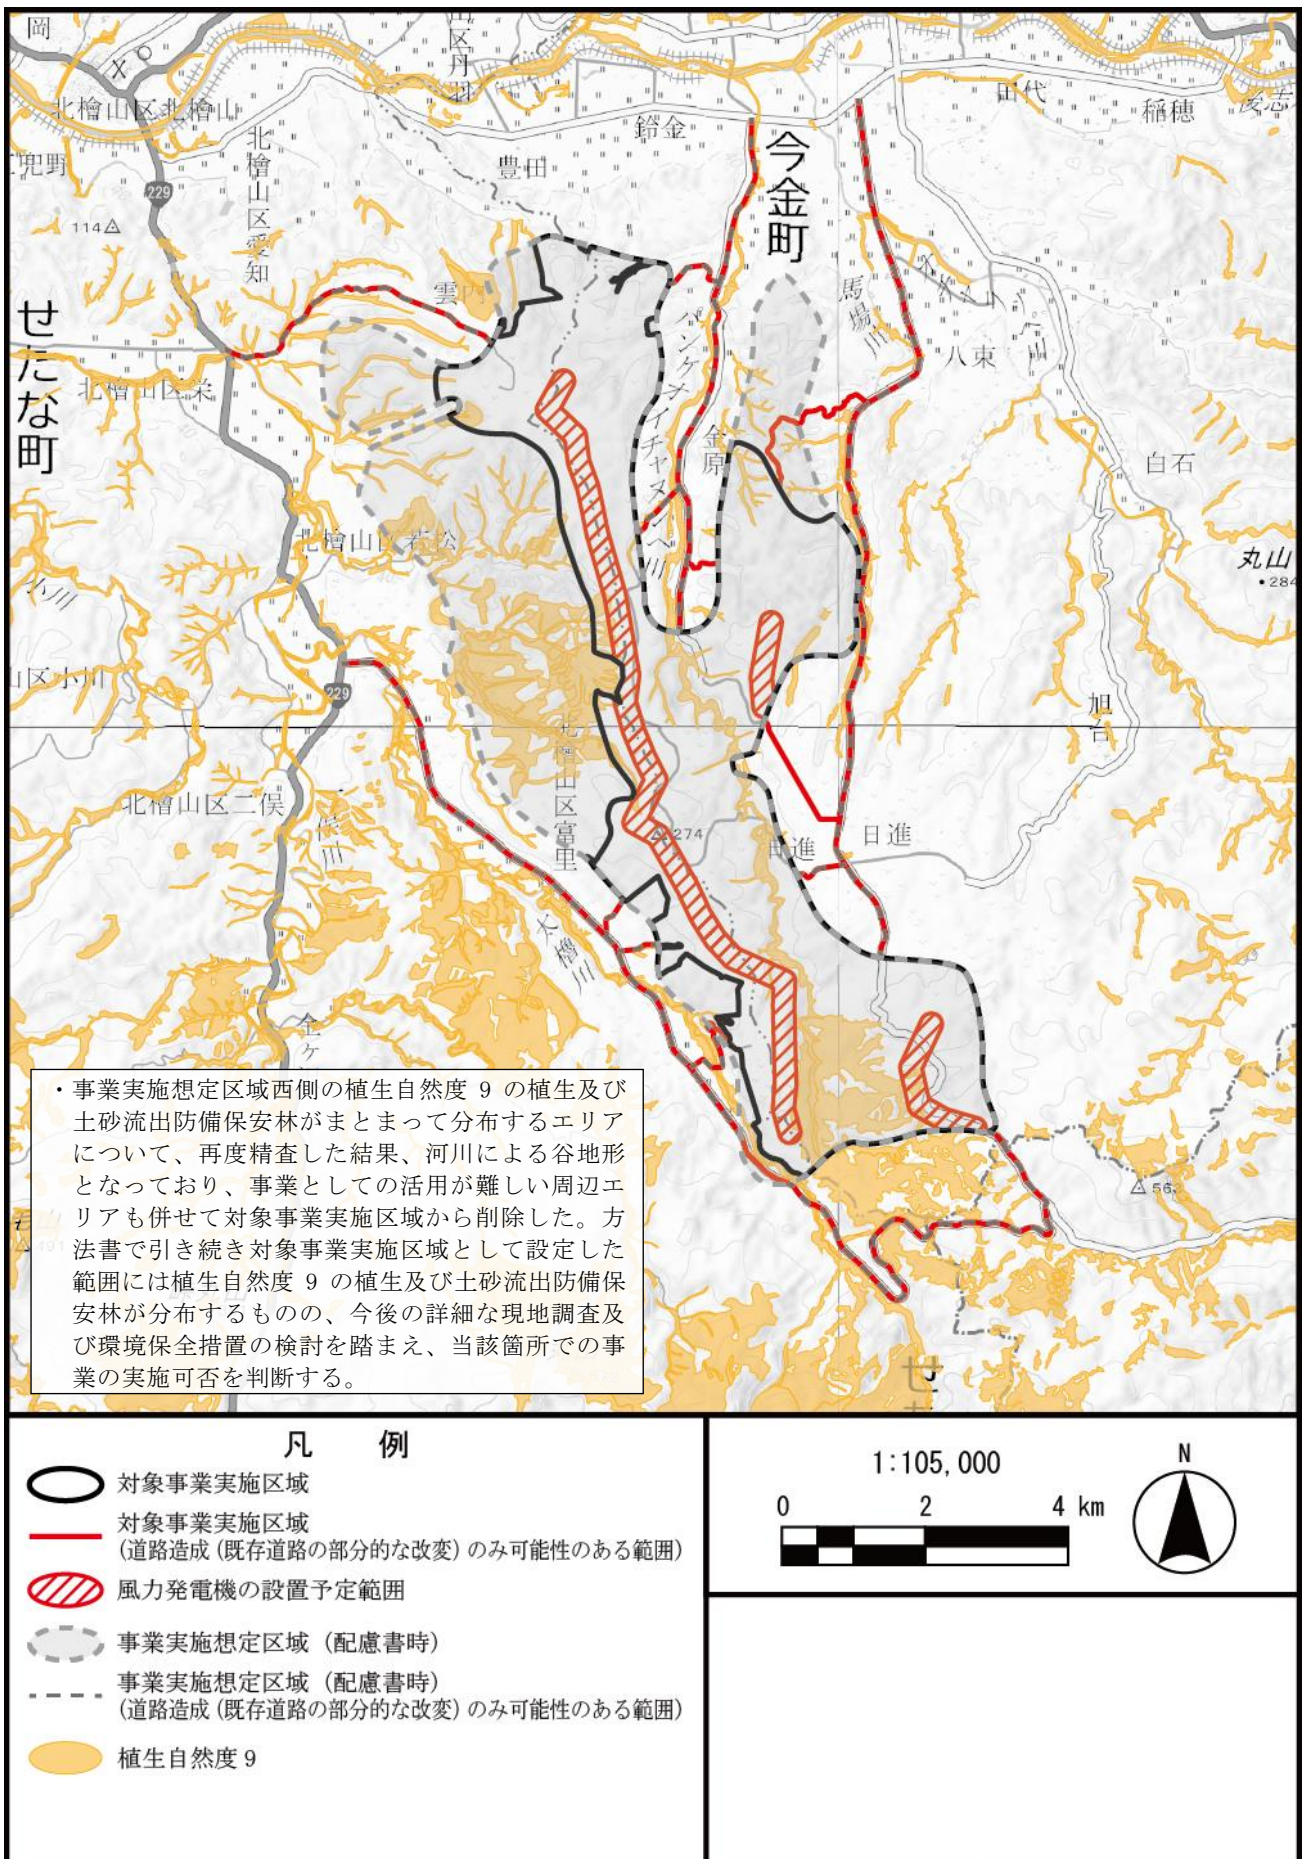 岡
北檜山区北檜山
兜野
229
114
北檜山区愛知
豊田
鈴金
田代
稲穂
今金町
せたな町
馬場川
八束
北檜山区栄
金原
白石
北檜山区若松
小川
丸山
284
山区小川
229
旭台
北檜山区二俣
二俣川
北檜山区富里
274
日進
日進
太櫓川
・事業実施想定区域西側の植生自然度 9 の植生及び
土砂流出防備保安林がまとまって分布するエリア
について、再度精査した結果、河川による谷地形
となっており、事業としての活用が難しい周辺エ
リアも併せて対象事業実施区域から削除した。方
法書で引き続き対象事業実施区域として設定した
範囲には植生自然度 9 の植生及び土砂流出防備保
安林が分布するものの、今後の詳細な現地調査及
び環境保全措置の検討を踏まえ、当該箇所での事
業の実施可否を判断する。
凡 例
対象事業実施区域
対象事業実施区域
(道路造成(既存道路の部分的な改変)のみ可能性のある範囲)
風力発電機の設置予定範囲
事業実施想定区域（配慮書時）
事業実施想定区域（配慮書時）
(道路造成(既存道路の部分的な改変)のみ可能性のある範囲)
植生自然度 9
1:105,000
0 2 4 km
N